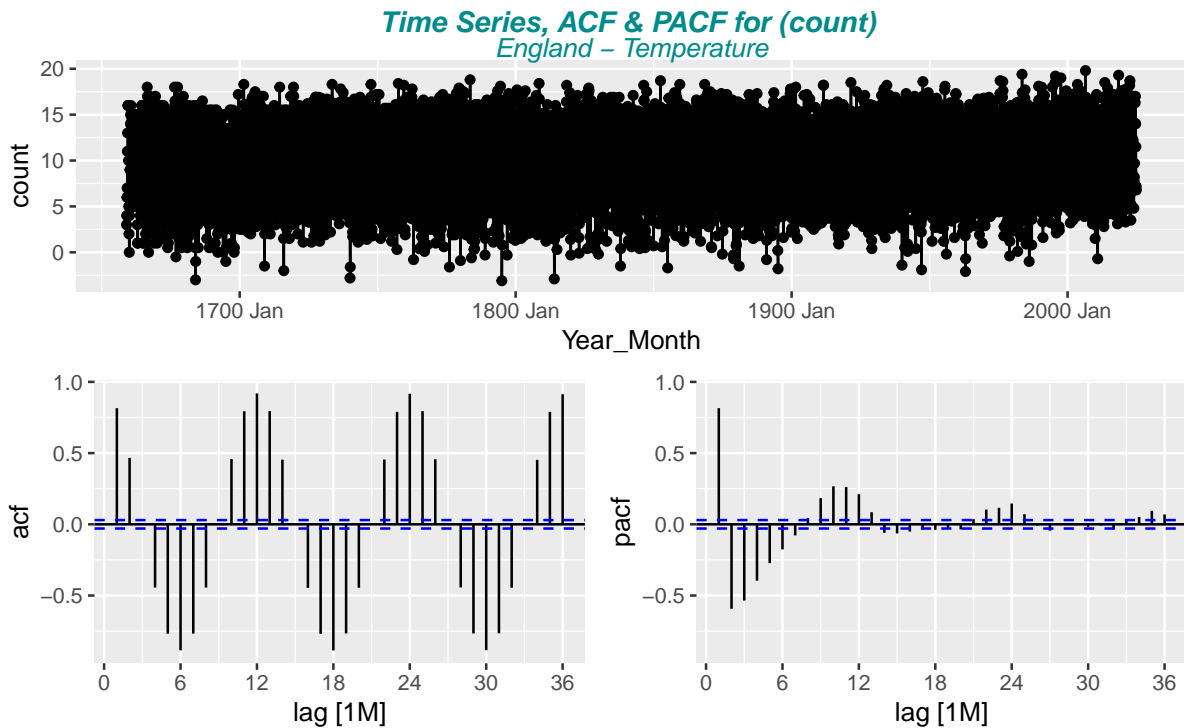 Time Series, ACF & PACF for (count)
England − Temperature
20
15
10
5
0
count
1700 Jan
1800 Jan
1900 Jan
2000 Jan
Year_Month
1.0
0.5
0.0
−0.5
acf
0
6
12
18
24
30
36
lag [1M]
1.0
0.5
0.0
−0.5
pacf
0
6
12
18
24
30
36
lag [1M]